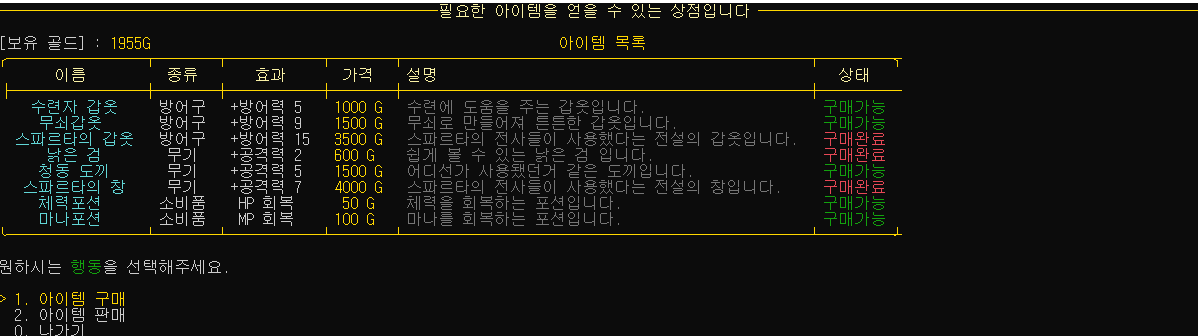 필요한 아이템을 얻을 수 있는 상점입니다
[보유 골드] : 1955G 아이템 목록
이름 종류 효과 가격 설명 상태
수련자 갑옷 방어구 +방어력 5 1000 G 수련에 도움을 주는 갑옷입니다. 구매가능
무쇠갑옷 방어구 +방어력 9 1500 G 무쇠로 만들어져 튼튼한 갑옷입니다. 구매가능
스파르타의 갑옷 방어구 +방어력 15 3500 G 스파르타의 전사들이 사용했다는 전설의 갑옷입니다. 구매완료
낡은 검 무기 +공격력 2 600 G 쉽게 볼 수 있는 낡은 검 입니다. 구매완료
청동 도끼 무기 +공격력 5 1500 G 어디선가 사용됐던거 같은 도끼입니다. 구매가능
스파르타의 창 무기 +공격력 7 4000 G 스파르타의 전사들이 사용했다는 전설의 창입니다. 구매완료
체력포션 소비품 HP 회복 50 G 체력을 회복하는 포션입니다. 구매가능
마나포션 소비품 MP 회복 100 G 마나를 회복하는 포션입니다. 구매가능
원하시는 행동을 선택해주세요.
> 1. 아이템 구매
2. 아이템 판매
0. 나가기